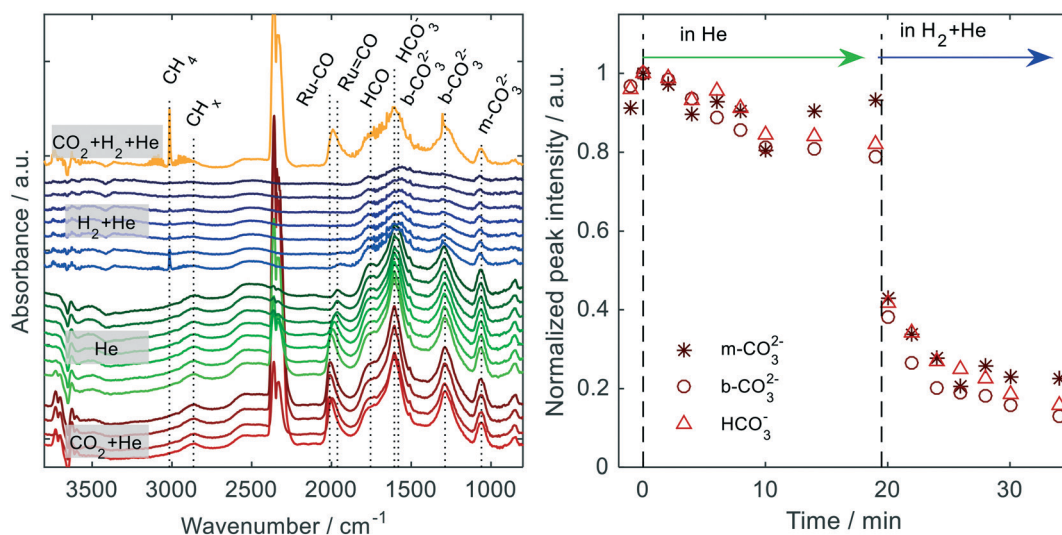 Absorbance / a.u.
CH₄
CHₓ
Ru-CO
Ru=CO
HCO
HCO₃⁻
b-CO₃²⁻
b-CO₃²⁻
m-CO₃²⁻
CO₂+H₂+He
H₂+He
He
CO₂+He
3500 3000 2500 2000 1500 1000
Wavenumber / cm⁻¹
Normalized peak intensity / a.u.
in He
in H₂+He
1
0.8
0.6
0.4
0.2
0
m-CO₃²⁻
b-CO₃²⁻
HCO₃⁻
0 10 20 30
Time / min